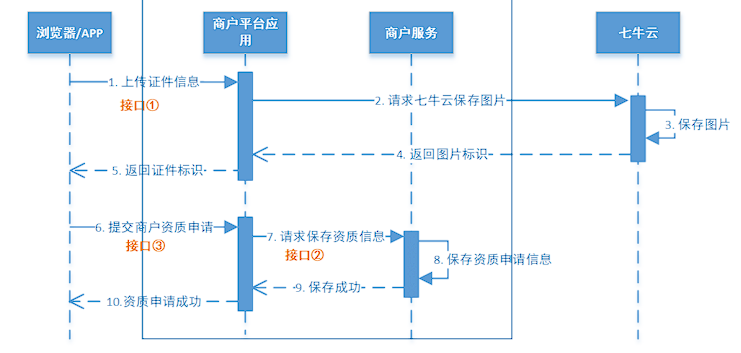 浏览器/APP
商户平台应
用
商户服务
七牛云
1. 上传证件信息
接口①
2. 请求七牛云保存图片
3. 保存图片
4. 返回图片标识
5. 返回证件标识
6. 提交商户资质申请
接口③
7. 请求保存资质信息
接口②
8. 保存资质申请信息
9. 保存成功
10.资质申请成功